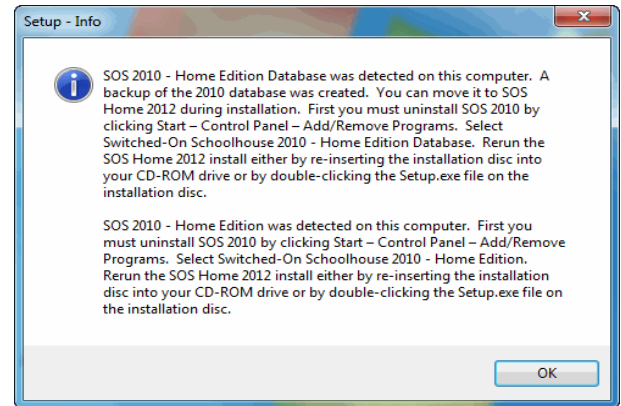 Setup - Info
SOS 2010 - Home Edition Database was detected on this computer.  A
backup of the 2010 database was created.  You can move it to SOS
Home 2012 during installation.  First you must uninstall SOS 2010 by
clicking Start – Control Panel – Add/Remove Programs.  Select
Switched-On Schoolhouse 2010 - Home Edition Database.  Rerun the
SOS Home 2012 install either by re-inserting the installation disc into
your CD-ROM drive or by double-clicking the Setup.exe file on the
installation disc.
SOS 2010 - Home Edition was detected on this computer.  First you
must uninstall SOS 2010 by clicking Start – Control Panel – Add/Remove
Programs.  Select Switched-On Schoolhouse 2010 - Home Edition.
Rerun the SOS Home 2012 install either by re-inserting the installation
disc into your CD-ROM drive or by double-clicking the Setup.exe file on
the installation disc.
OK